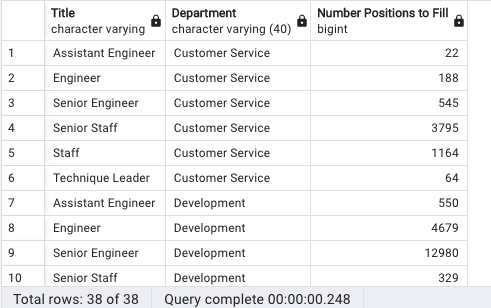 Title Department Number Positions to Fill
character varying character varying (40) bigint
1 Assistant Engineer Customer Service 22
2 Engineer Customer Service 188
3 Senior Engineer Customer Service 545
4 Senior Staff Customer Service 3795
5 Staff Customer Service 1164
6 Technique Leader Customer Service 64
7 Assistant Engineer Development 550
8 Engineer Development 4679
9 Senior Engineer Development 12980
10 Senior Staff Development 329
Total rows: 38 of 38 Query complete 00:00:00.248